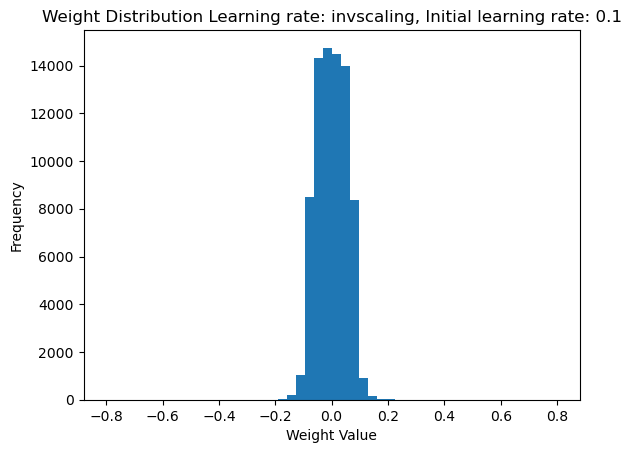 Weight Distribution Learning rate: invscaling, Initial learning rate: 0.1
14000
12000
10000
8000
6000
4000
2000
0
Frequency
−0.8 −0.6 −0.4 −0.2 0.0 0.2 0.4 0.6 0.8
Weight Value